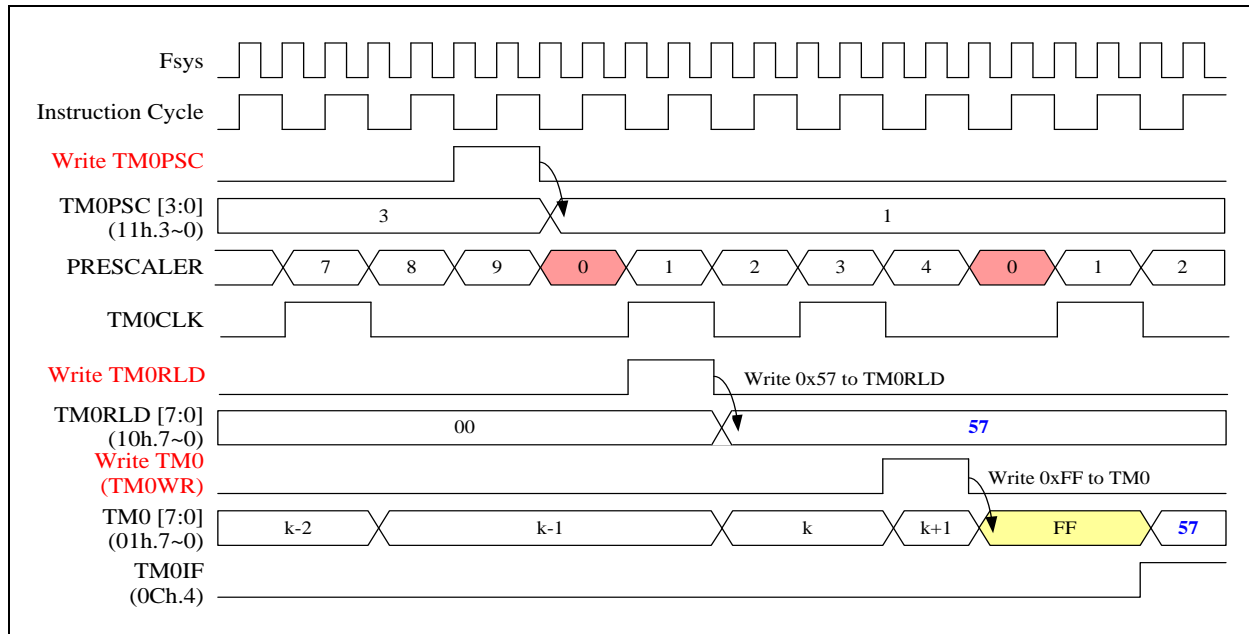 Fsys
Instruction Cycle
Write TM0PSC
TM0PSC [3:0]
(11h.3~0)
3 1
PRESCALER
7 8 9 0 1 2 3 4 0 1 2
TM0CLK
Write TM0RLD
Write 0x57 to TM0RLD
TM0RLD [7:0]
(10h.7~0)
00 57
Write TM0
(TM0WR)
Write 0xFF to TM0
TM0 [7:0]
(01h.7~0)
k-2 k-1 k k+1 FF 57
TM0IF
(0Ch.4)